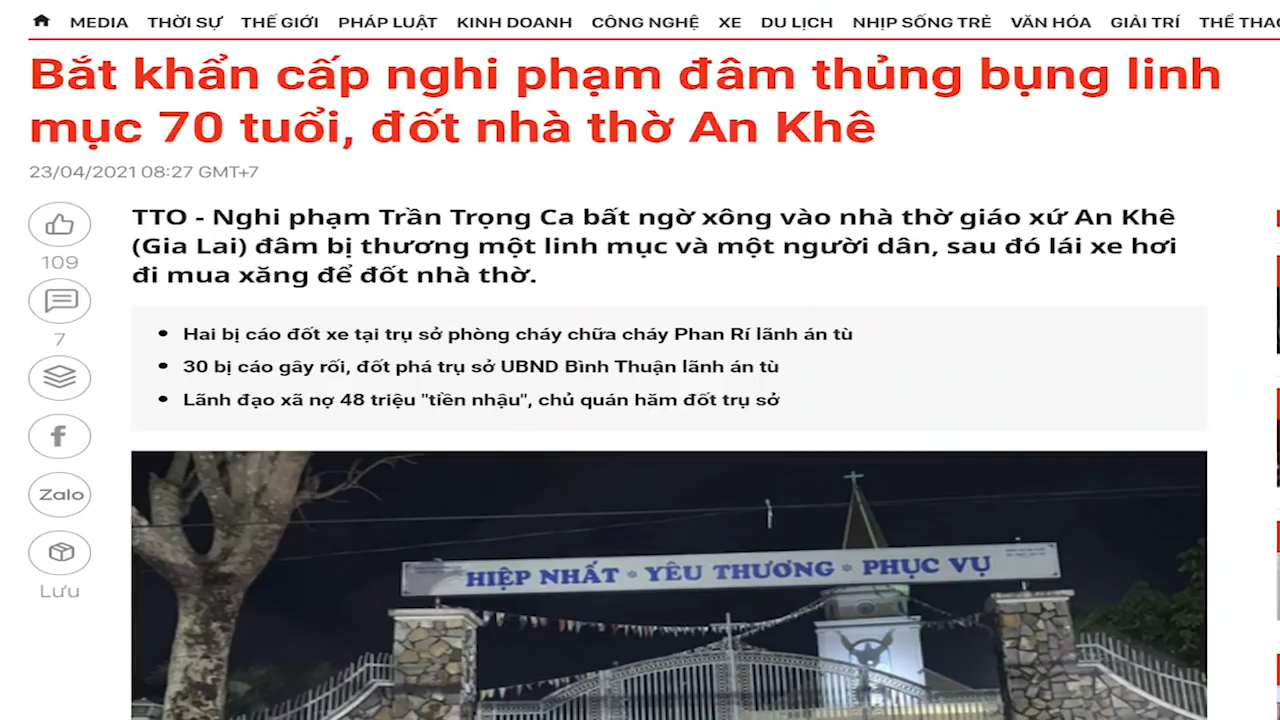 MEDIA THỜI SỰ THẾ GIỚI PHÁP LUẬT KINH DOANH CÔNG NGHỆ XE DU LỊCH NHỊP SỐNG TRẺ VĂN HÓA GIẢI TRÍ THỂ THAO
Bắt khẩn cấp nghi phạm đâm thủng bụng linh
mục 70 tuổi, đốt nhà thờ An Khê
23/04/2021 08:27 GMT+7
TTO - Nghi phạm Trần Trọng Ca bất ngờ xông vào nhà thờ giáo xứ An Khê
(Gia Lai) đâm bị thương một linh mục và một người dân, sau đó lái xe hơi
đi mua xăng để đốt nhà thờ.
109
7
Zalo
Lưu
• Hai bị cáo đốt xe tại trụ sở phòng cháy chữa cháy Phan Rí lãnh án tù
• 30 bị cáo gây rối, đốt phá trụ sở UBND Bình Thuận lãnh án tù
• Lãnh đạo xã nợ 48 triệu "tiền nhậu", chủ quán hăm đốt trụ sở
HIỆP NHẤT * YÊU THƯƠNG * PHỤC VỤ